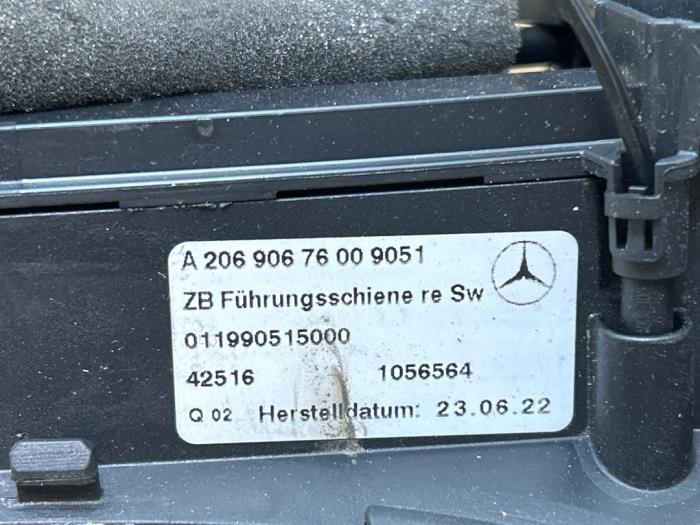 A 206 906 76 00 9051
ZB Führungsschiene re Sw
011990515000
42516 1056564
Q 02 Herstelldatum: 23.06.22